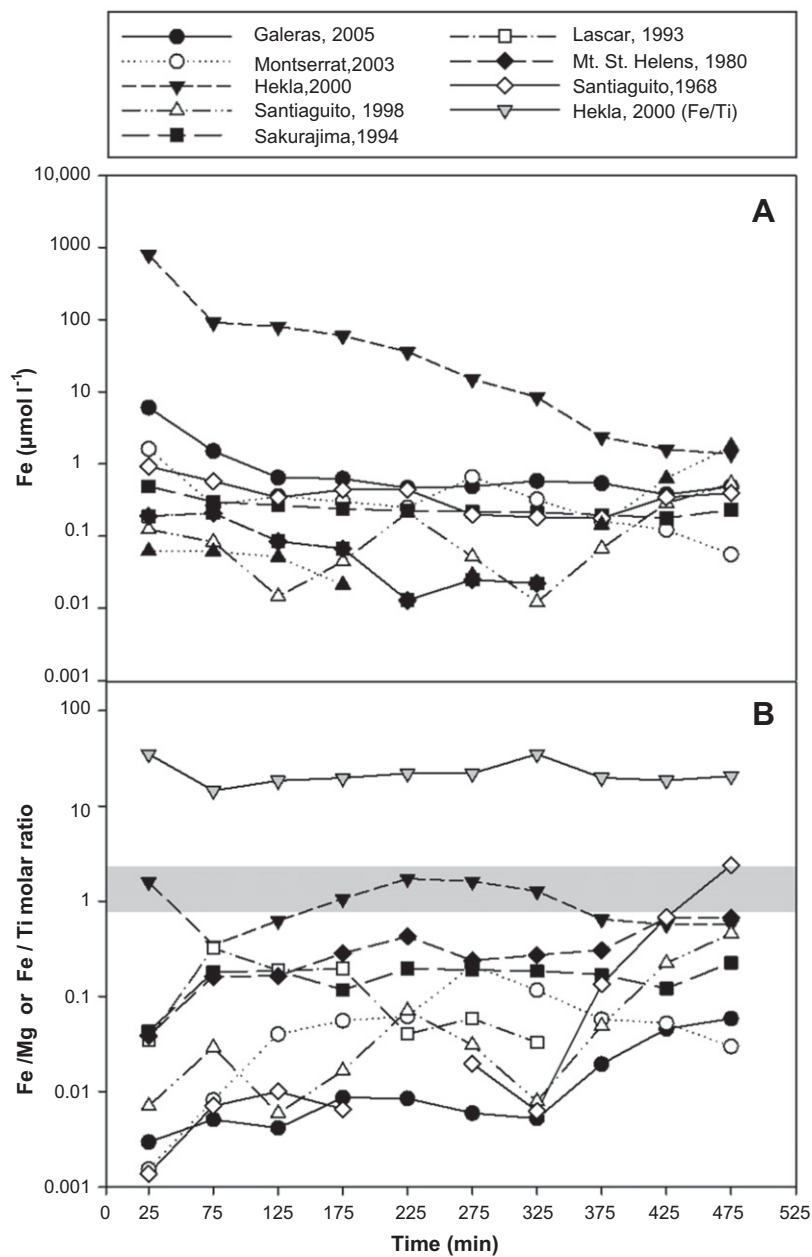 Galeras, 2005
Montserrat,2003
Hekla,2000
Santiaguito, 1998
Sakurajima,1994
Lascar, 1993
Mt. St. Helens, 1980
Santiaguito,1968
Hekla, 2000 (Fe/Ti)
A
10,000
1000
100
10
1
0.1
0.01
0.001
Fe (µmol l⁻¹)
B
100
10
1
0.1
0.01
0.001
Fe /Mg or Fe / Ti molar ratio
0 25 75 125 175 225 275 325 375 425 475 525
Time (min)